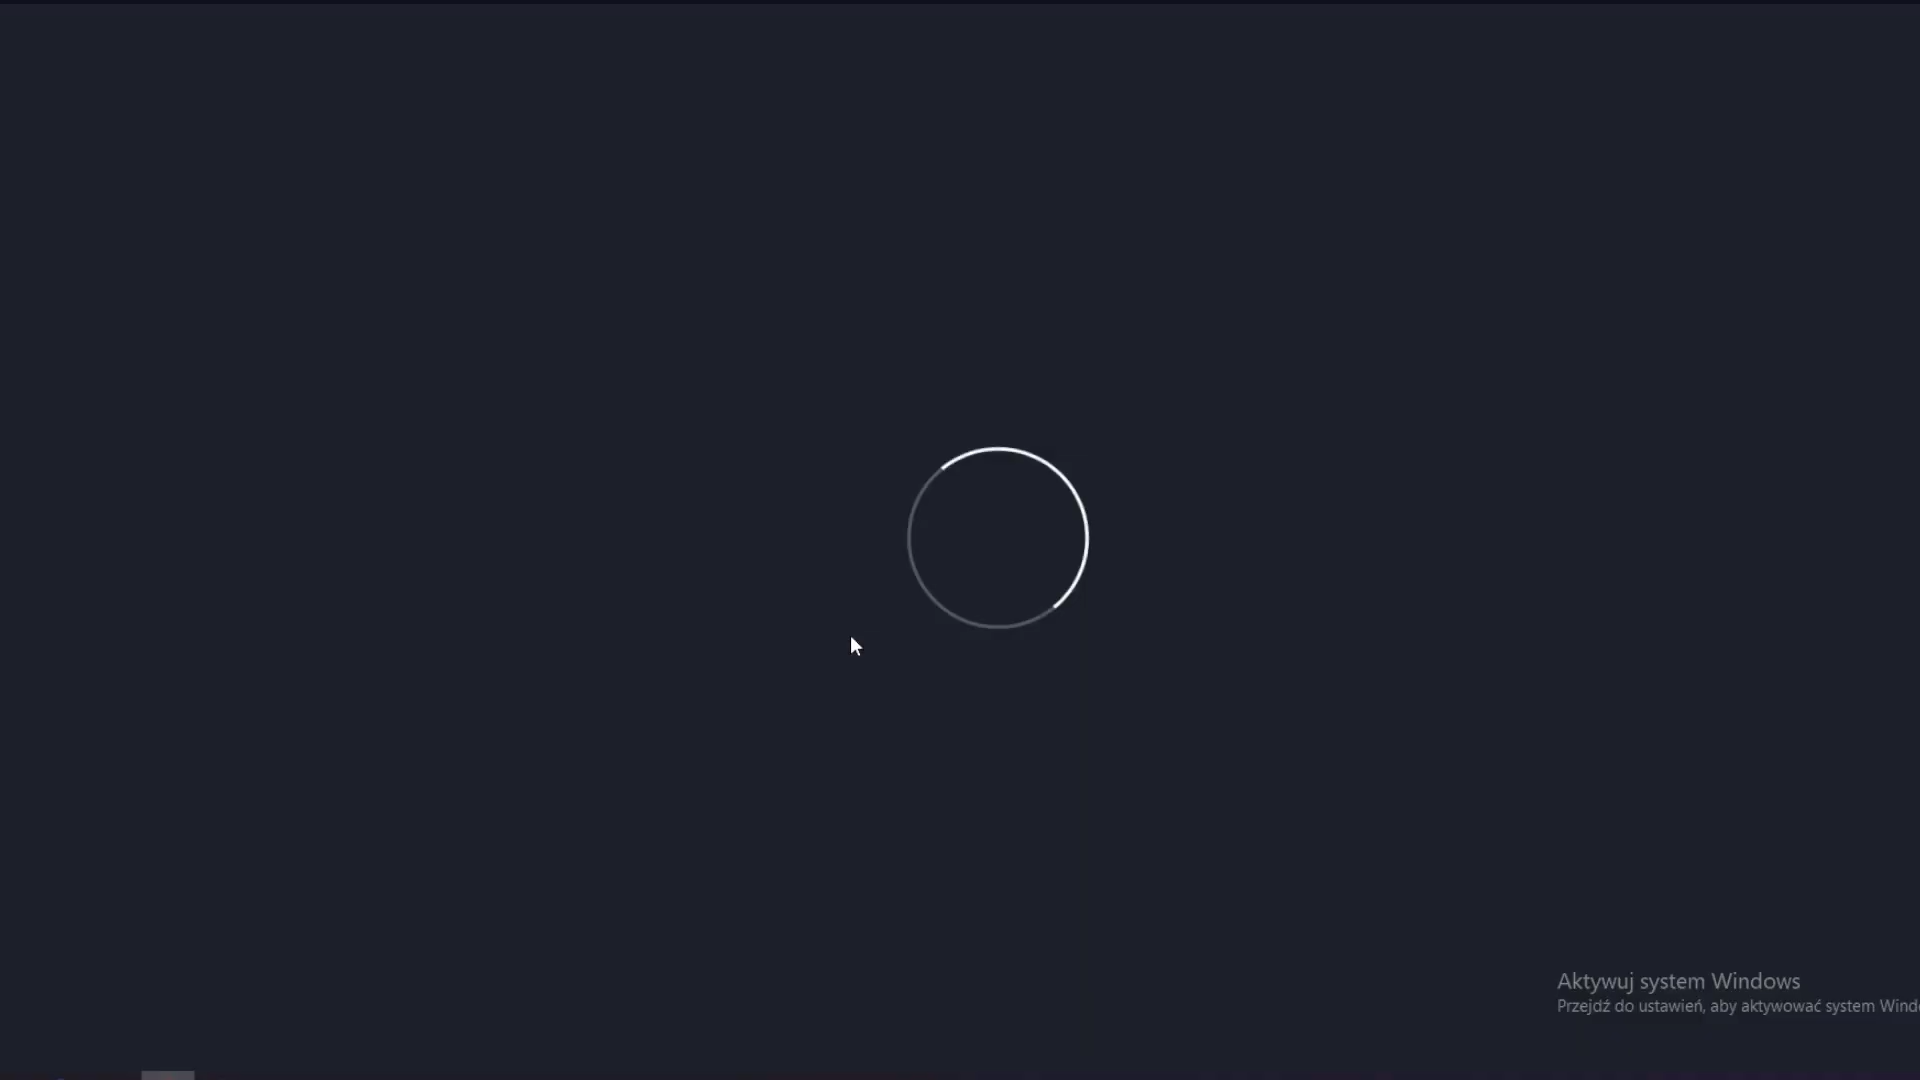 Aktywuj system Windows
Przejdź do ustawień, aby aktywować system